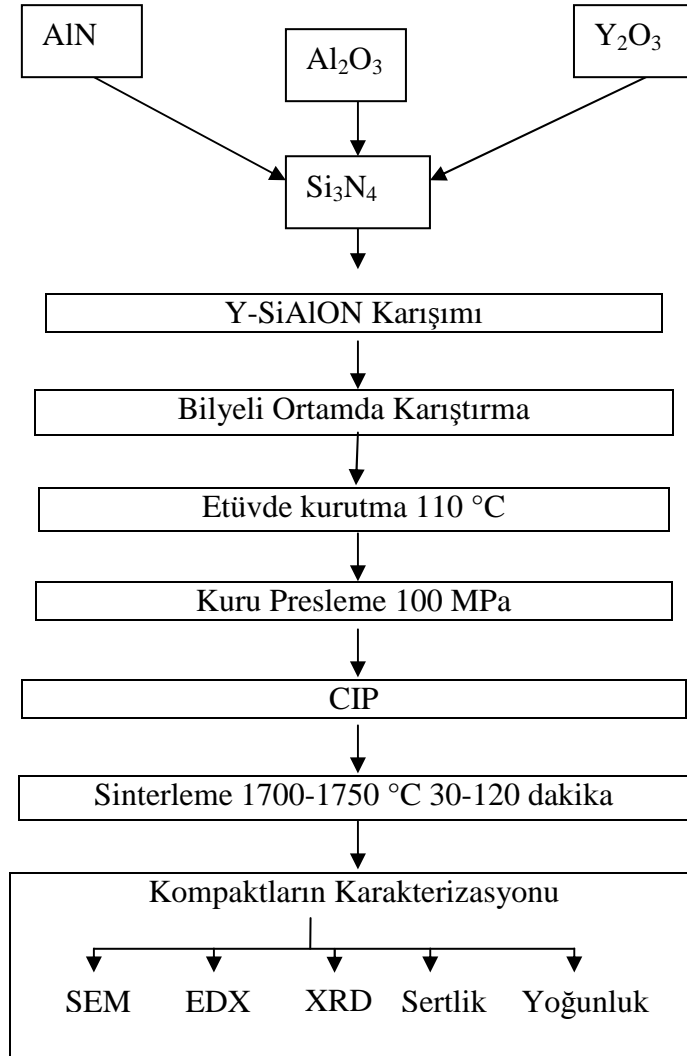 AlN
Al₂O₃
Y₂O₃
Si₃N₄
Y-SiAlON Karışımı
Bilyeli Ortamda Karıştırma
Etüvde kurutma 110 °C
Kuru Presleme 100 MPa
CIP
Sinterleme 1700-1750 °C 30-120 dakika
Kompaktların Karakterizasyonu
SEM EDX XRD Sertlik Yoğunluk